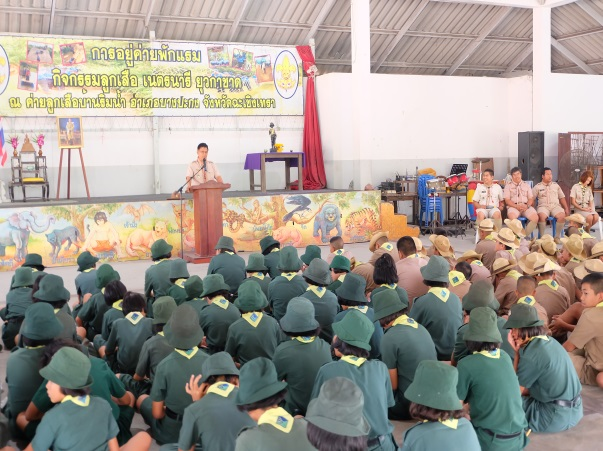 การอยู่ค่ายพักแรม
กิจกรรมลูกเสือ เนตรนารี ยุวกาชาด
ณ ค่ายลูกเสือบ้านริมน้ำ อำเภอบางปะกง จังหวัดฉะเชิงเทรา